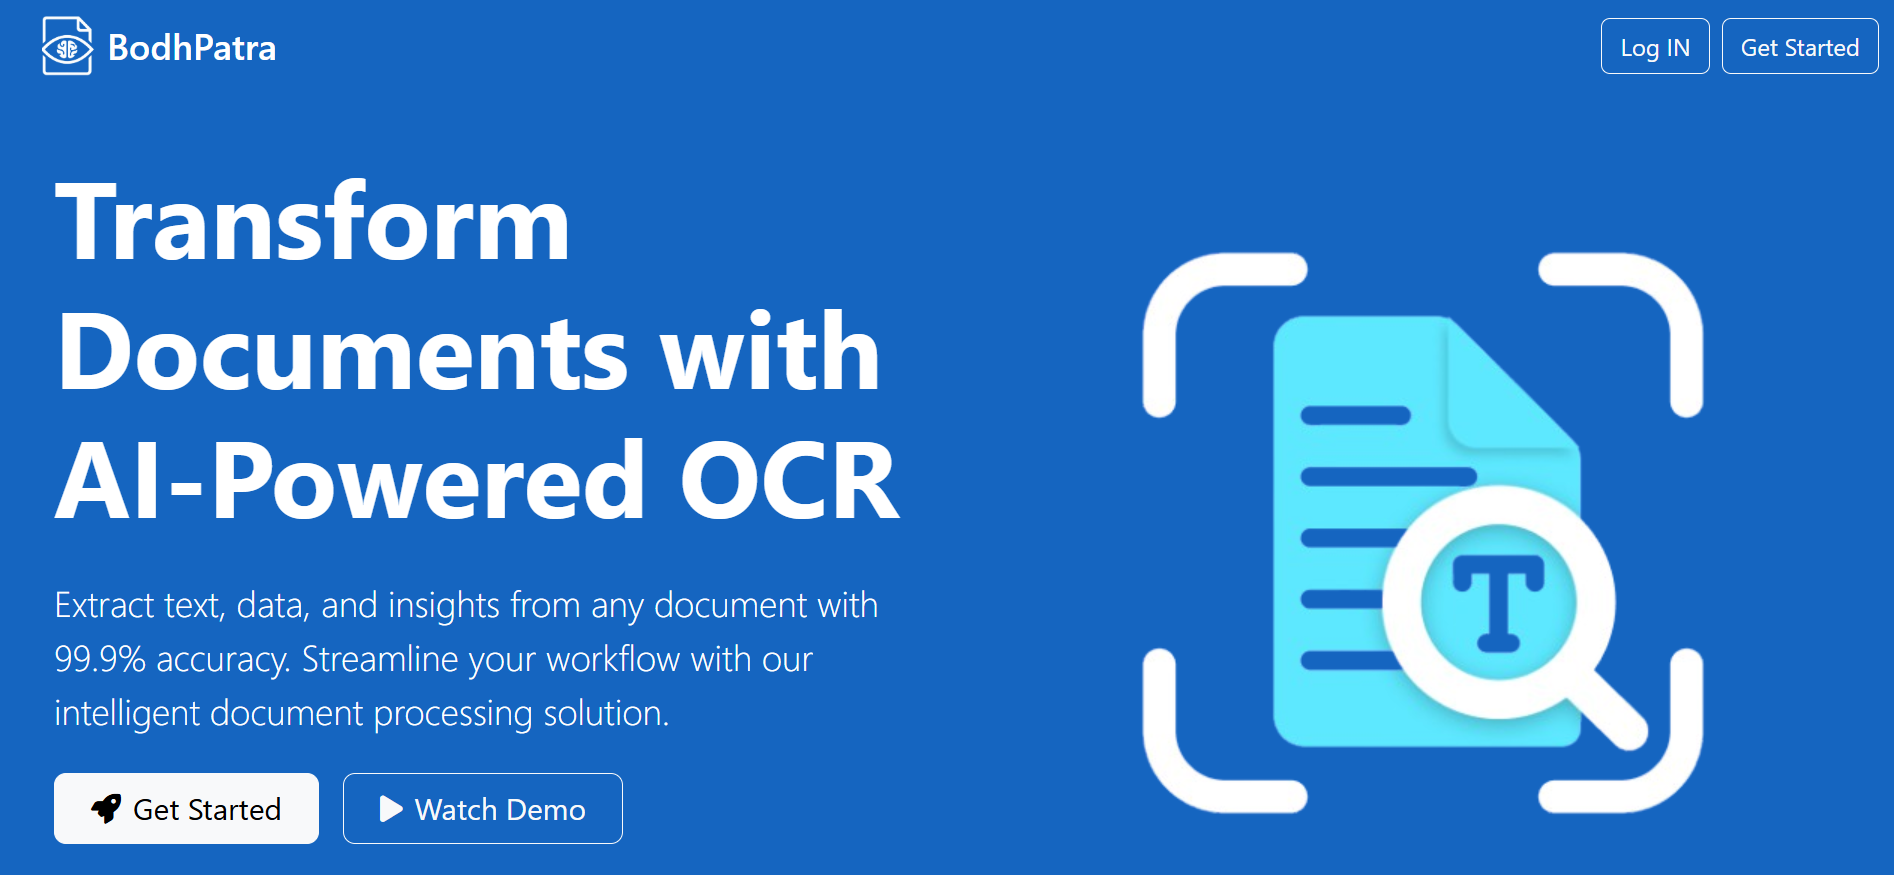 BodhPatra
Log IN
Get Started
Transform
Documents with
AI-Powered OCR
Extract text, data, and insights from any document with
99.9% accuracy. Streamline your workflow with our
intelligent document processing solution.
Get Started
Watch Demo
T